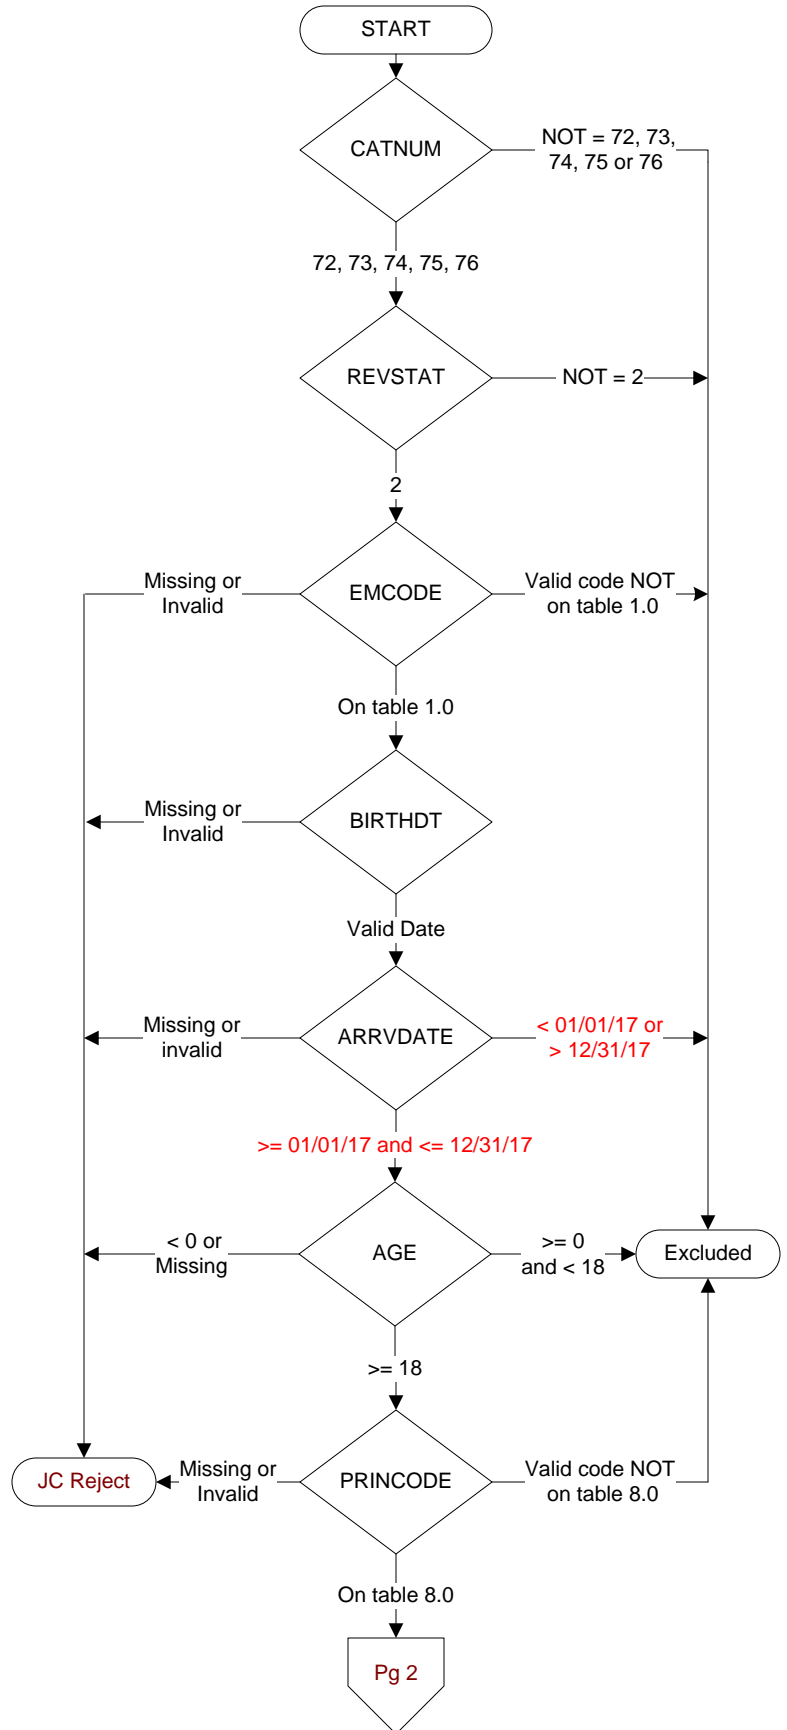 START
CATNUM
NOT = 72, 73,
74, 75 or 76
72, 73, 74, 75, 76
REVSTAT
NOT = 2
2
Missing or
Invalid
EMCODE
Valid code NOT
on table 1.0
On table 1.0
Missing or
Invalid
BIRTHDT
Valid Date
Missing or
invalid
ARRVDATE
< 01/01/17 or
> 12/31/17
>= 01/01/17 and <= 12/31/17
< 0 or
Missing
AGE
>= 0
and < 18
Excluded
>= 18
JC Reject
Missing or
Invalid
PRINCODE
Valid code NOT
on table 8.0
On table 8.0
Pg 2